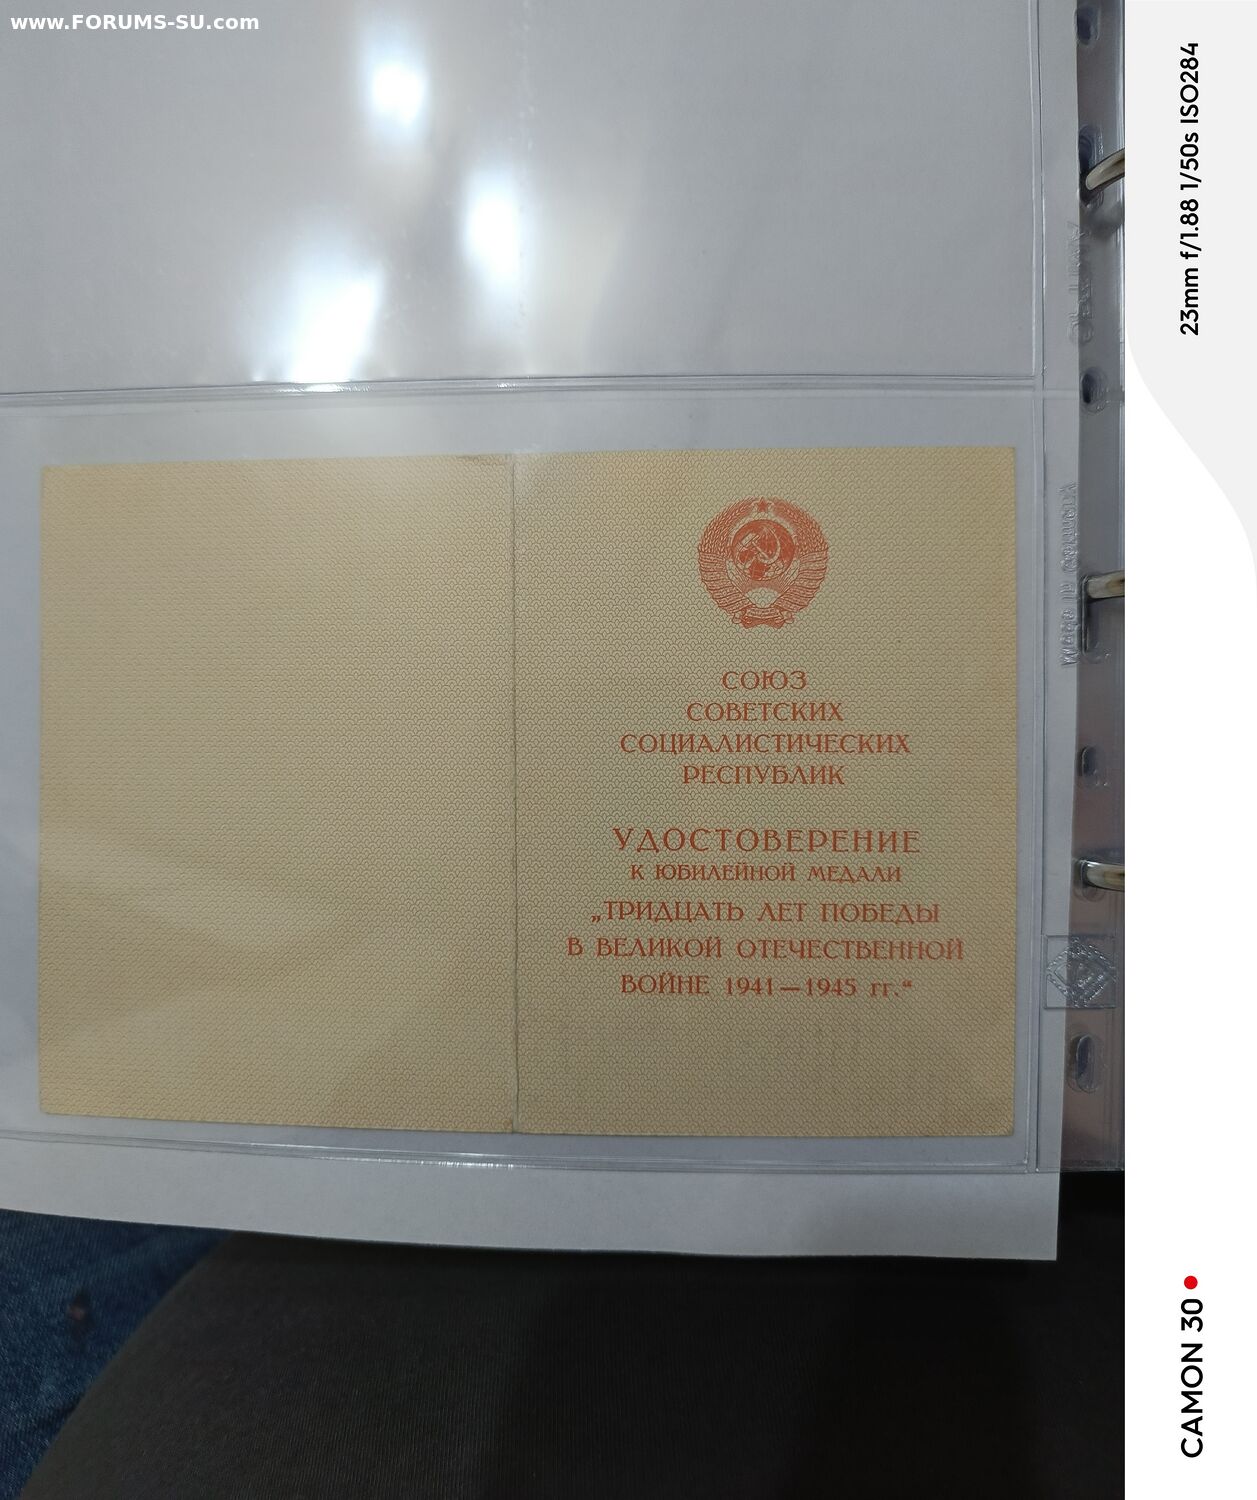 www.FORUMS-SU.com
СОЮЗ
СОВЕТСКИХ
СОЦИАЛИСТИЧЕСКИХ
РЕСПУБЛИК
УДОСТОВЕРЕНИЕ
К ЮБИЛЕЙНОЙ МЕДАЛИ
„ТРИДЦАТЬ ЛЕТ ПОБЕДЫ
В ВЕЛИКОЙ ОТЕЧЕСТВЕННОЙ
ВОЙНЕ 1941—1945 гг.“
23mm f/1.88 1/50s ISO284
CAMON 30